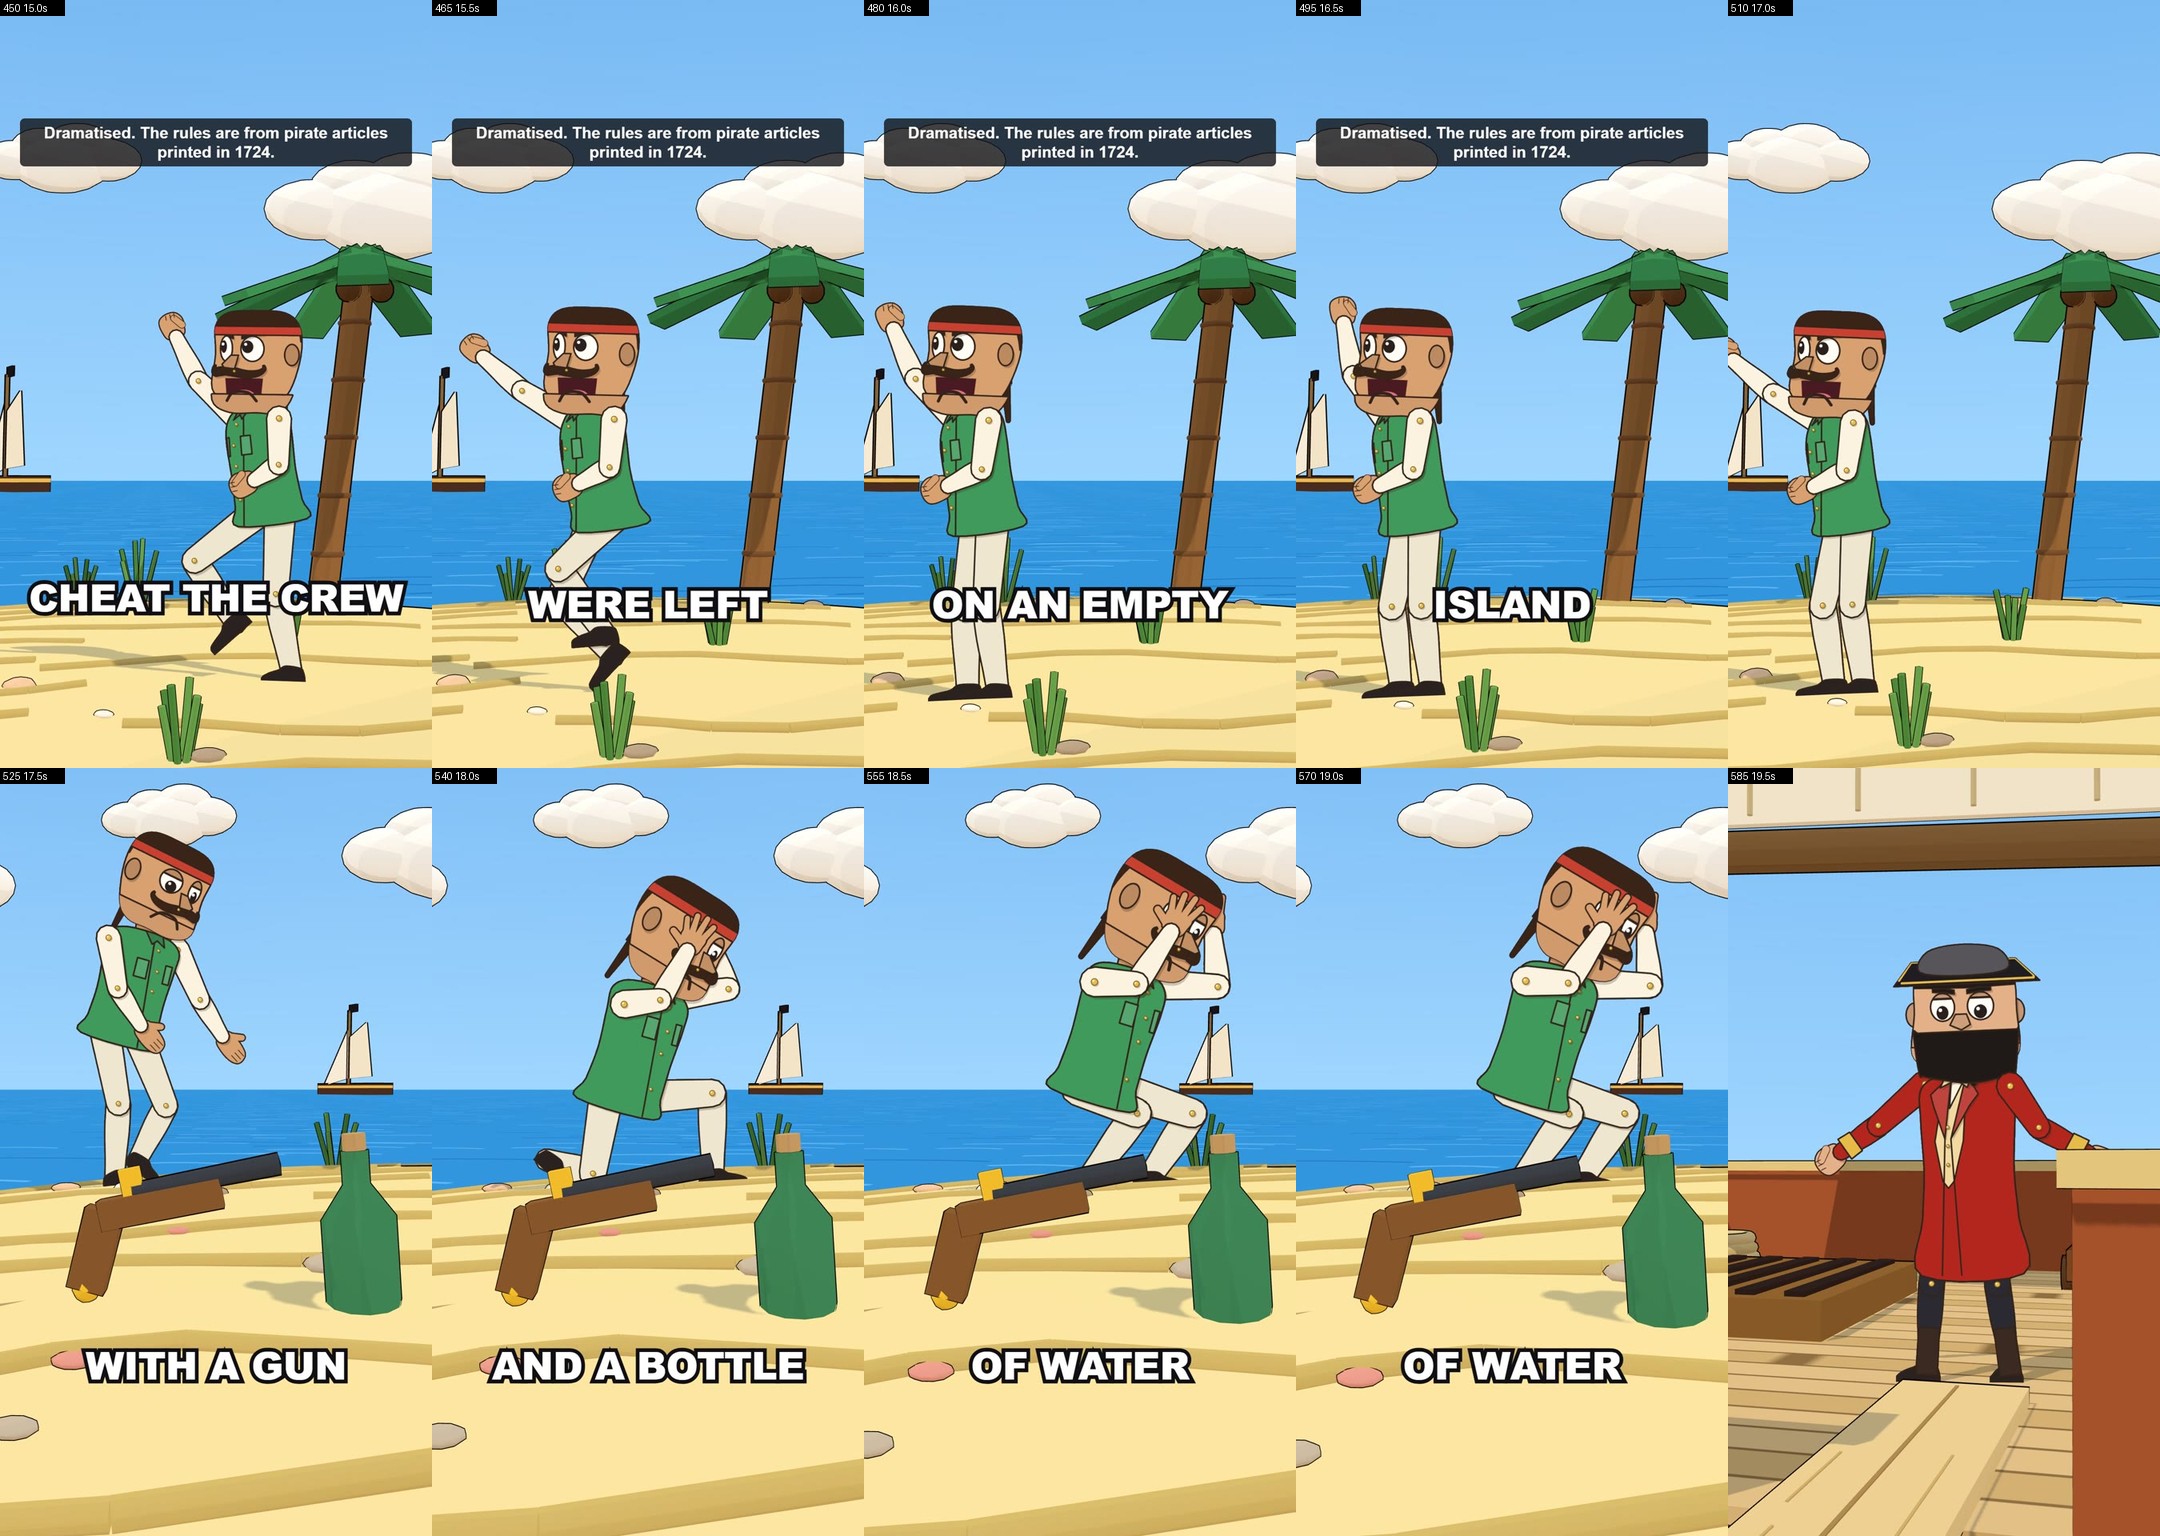 450 15.0s
Dramatised. The rules are from pirate articles
printed in 1724.
CHEAT THE CREW
465 15.5s
Dramatised. The rules are from pirate articles
printed in 1724.
WERE LEFT
480 16.0s
Dramatised. The rules are from pirate articles
printed in 1724.
ON AN EMPTY
495 16.5s
Dramatised. The rules are from pirate articles
printed in 1724.
ISLAND
510 17.0s
525 17.5s
WITH A GUN
540 18.0s
AND A BOTTLE
555 18.5s
OF WATER
570 19.0s
OF WATER
585 19.5s